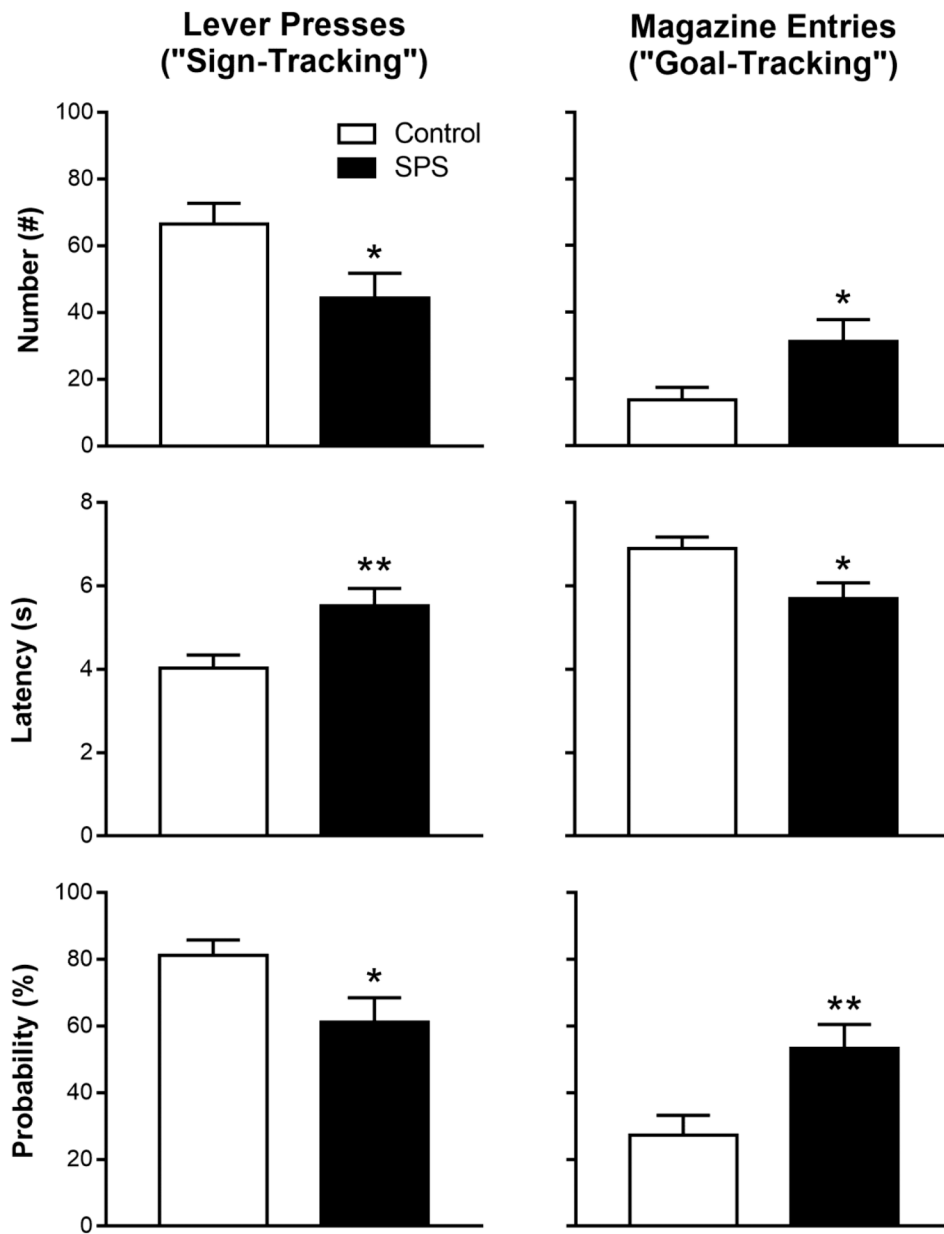 Lever Presses
("Sign-Tracking")
Magazine Entries
("Goal-Tracking")
Number (#)
100
80
60
40
20
0
Control
SPS
*
*
Latency (s)
8
6
4
2
0
**
*
Probability (%)
100
80
60
40
20
0
*
**